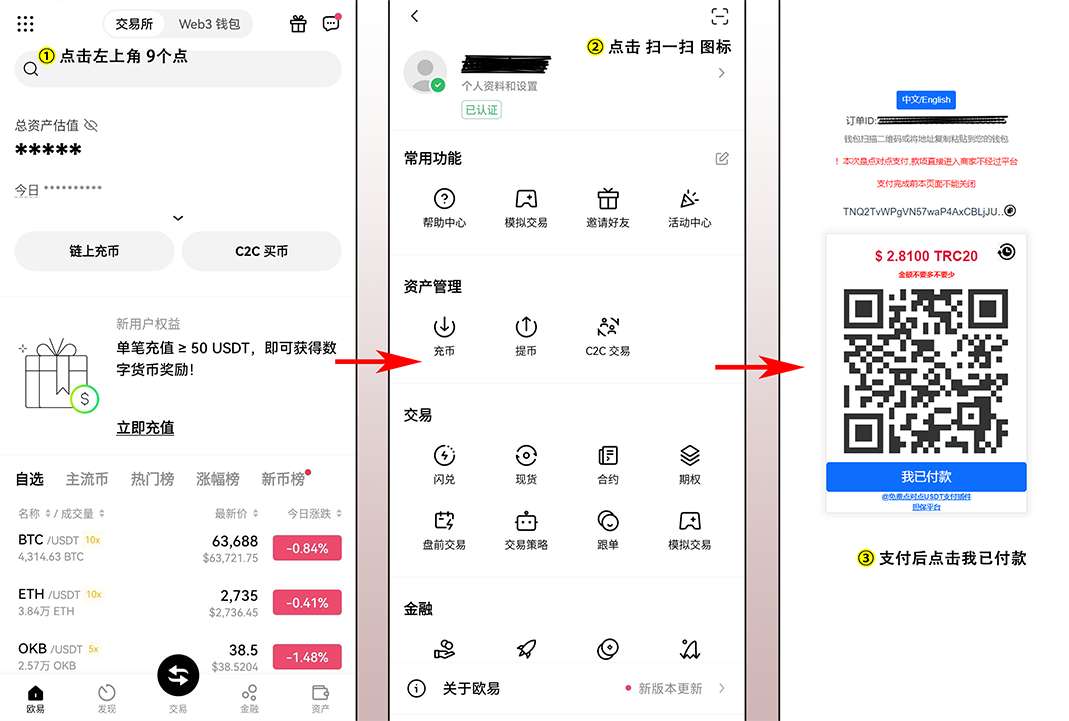 交易所
Web3 钱包
① 点击左上角 9个点
总资产估值
*****
今日 **********
链上充币
C2C 买币
新用户权益
单笔充值 ≥ 50 USDT，即可获得数
字货币奖励！
立即充值
自选 主流币 热门榜 涨幅榜 新币榜
名称 / 成交量 最新价 今日涨跌
BTC /USDT 10x 63,688 -0.84%
4,314.63 BTC $63,721.75
ETH /USDT 10x 2,735 -0.41%
3.84万 ETH $2,736.45
OKB /USDT 5x 38.5 -1.48%
2.57万 OKB $38.5204
欧易 发现 交易 金融 资产
② 点击 扫一扫 图标
个人资料和设置
已认证
常用功能
帮助中心 模拟交易 邀请好友 活动中心
资产管理
充币 提币 C2C 交易
交易
闪兑 现货 合约 期权
盘前交易 交易策略 跟单 模拟交易
金融
关于欧易 新版本更新
中文/English
订单ID:
钱包扫描二维码或将地址复制粘贴到您的钱包
！本次是点对点支付,款项直接进入商家不经过平台
支付完成前本页面不能关闭
TNQ2TvWPgVN57waP4AxCBLjJU...
$ 2.8100 TRC20
金额不要多不要少
我已付款
@免费点对点USDT支付插件
担保平台
③ 支付后点击我已付款